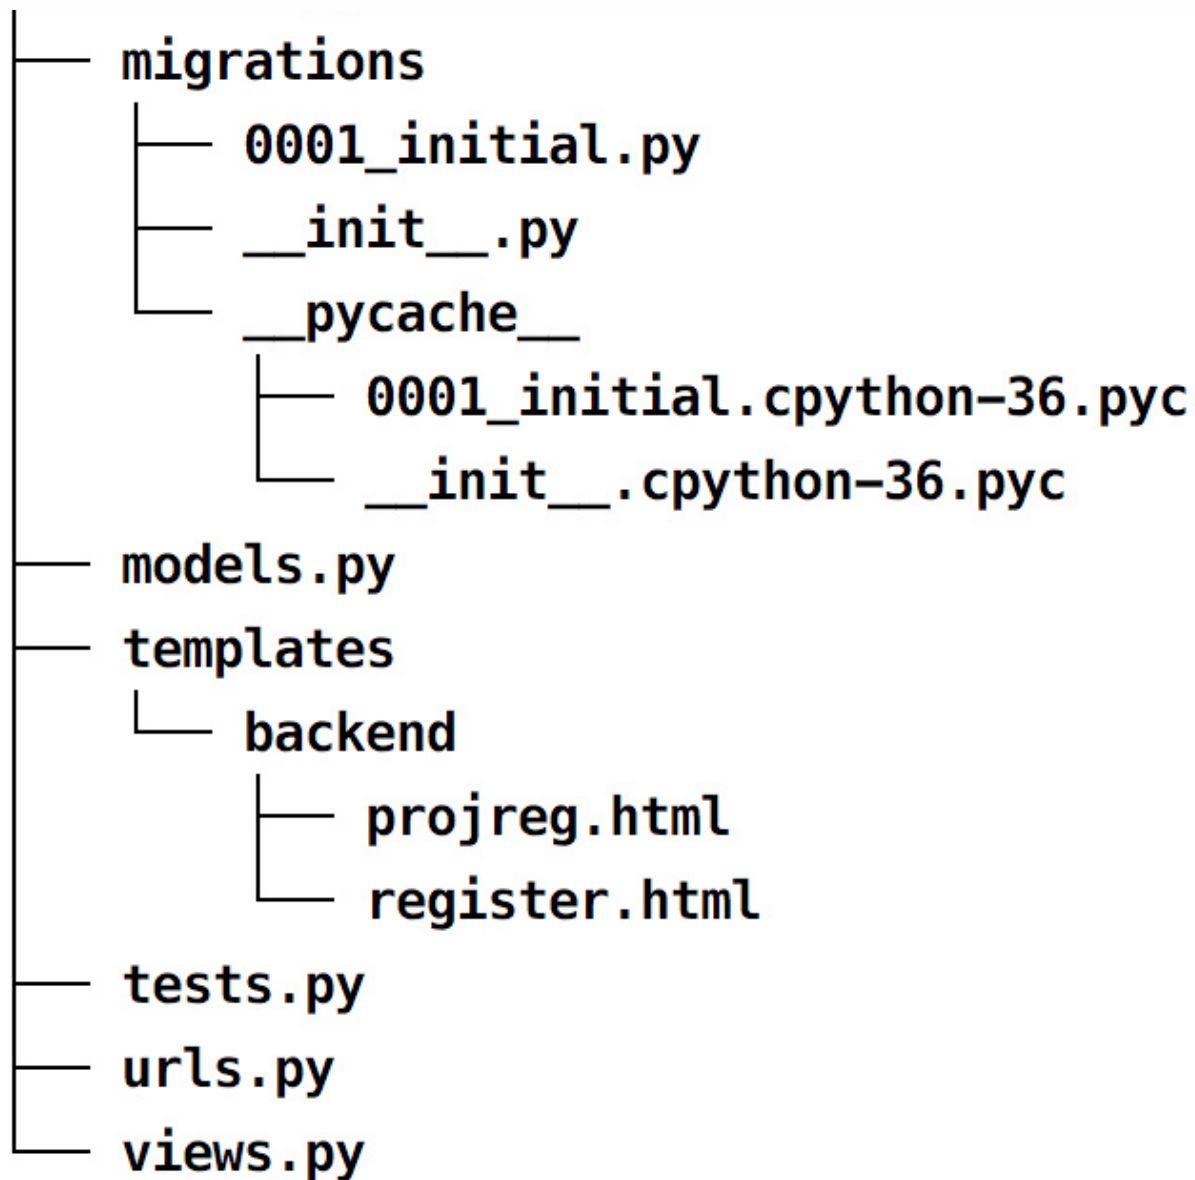 migrations
0001_initial.py
__init__.py
__pycache__
0001_initial.cpython-36.pyc
__init__.cpython-36.pyc
models.py
templates
backend
projreg.html
register.html
tests.py
urls.py
views.py